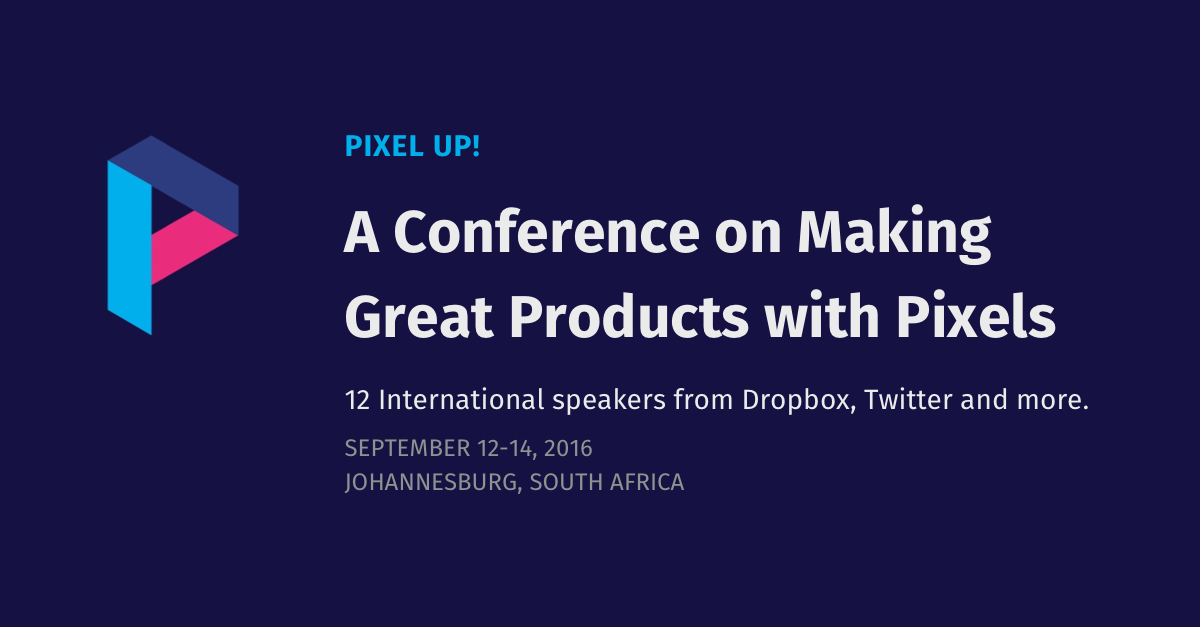 PIXEL UP!
A Conference on Making
Great Products with Pixels
12 International speakers from Dropbox, Twitter and more.
SEPTEMBER 12-14, 2016
JOHANNESBURG, SOUTH AFRICA